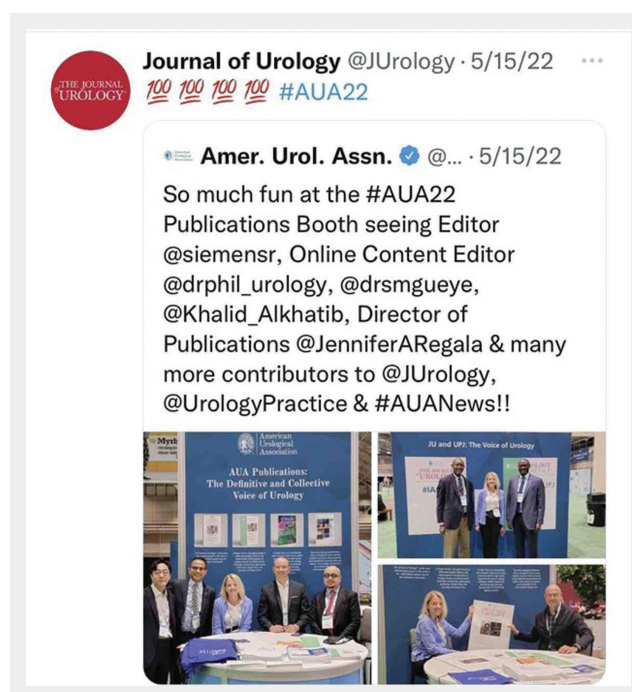 THE JOURNAL
UROLOGY
Journal of Urology @JUrology · 5/15/22
💯 💯 💯 💯 #AUA22
Amer. Urol. Assn. @... · 5/15/22
So much fun at the #AUA22
Publications Booth seeing Editor
@siemensr, Online Content Editor
@drphil_urology, @drsmgueye,
@Khalid_Alkhatib, Director of
Publications @JenniferARegala & many
more contributors to @JUrology,
@UrologyPractice & #AUANews!!
American
Urological
Association
AUA Publications:
The Definitive and Collective
Voice of Urology
JU and UPJ: The Voice of Urology